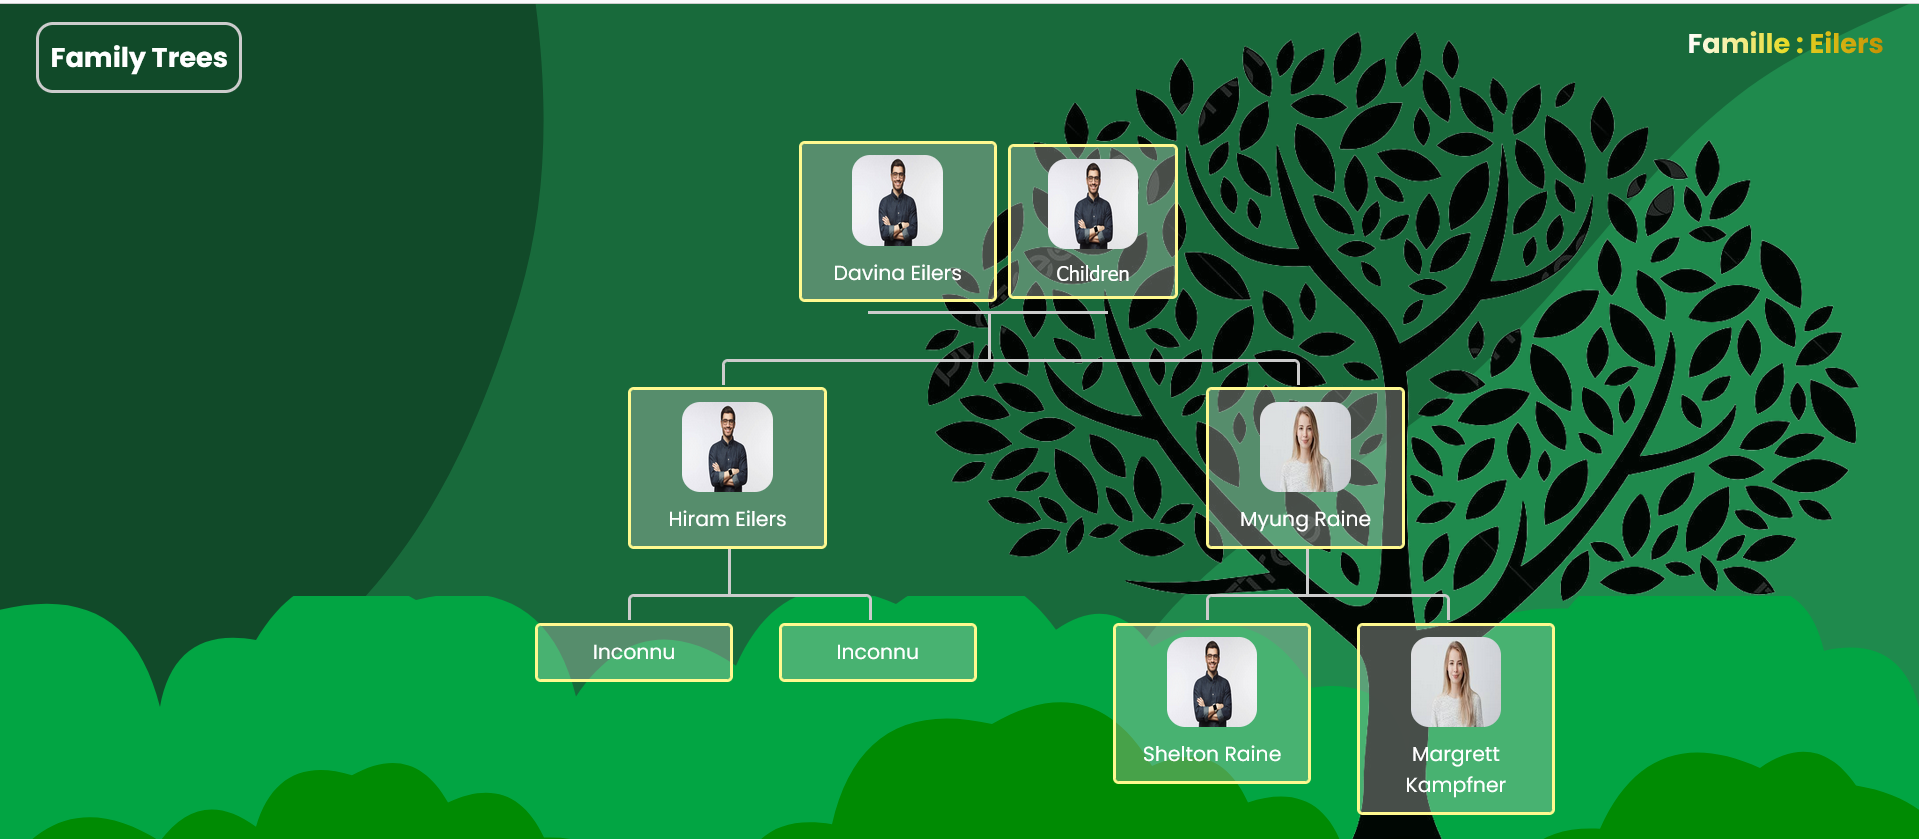 Family Trees
Famille : Eilers
Davina Eilers
Children
Hiram Eilers
Myung Raine
Inconnu
Inconnu
Shelton Raine
Margrett
Kampfner